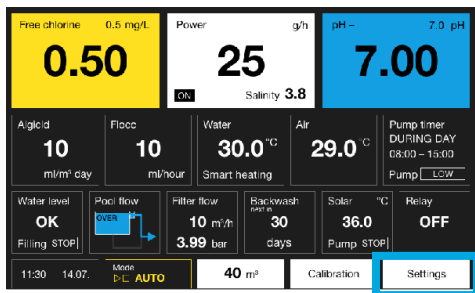 Free chlorine 0.5 mg/L
0.50
Power g/h
25
ON Salinity 3.8
pH – 7.0 pH
7.00
Algicid
10
ml/m³ day
Flocc
10
ml/hour
Water
30.0 °C
Smart heating
Air
29.0 °C
Pump timer
DURING DAY
08:00 – 15:00
Pump LOW
Water level
OK
Filling STOP
Pool flow
OVER
Filter flow
10 m³/h
3.99 bar
Backwash
next in
30
days
Solar °C
36.0
Pump STOP
Relay
OFF
11:30 14.07.
Mode
AUTO
40 m³
Calibration
Settings